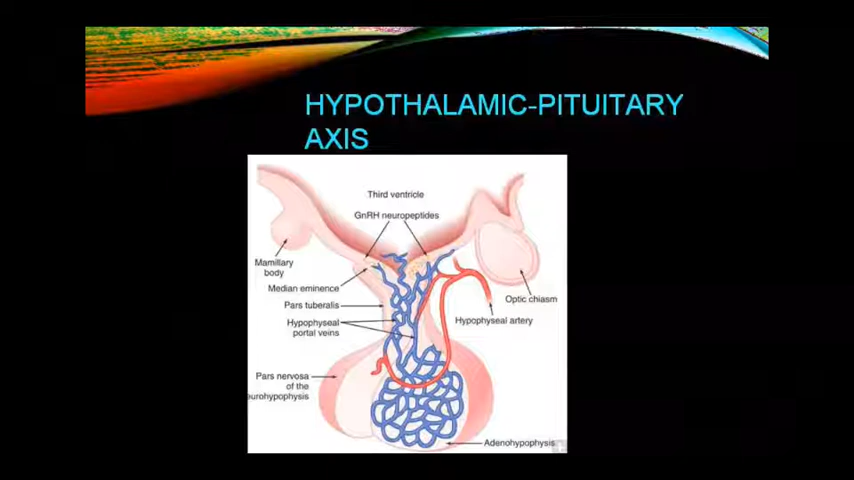 HYPOTHALAMIC-PITUITARY
AXIS
Third ventricle
GnRH neuropeptides
Mamillary
body
Median eminence
Optic chiasm
Pars tuberalis
Hypophyseal artery
Hypophyseal
portal veins
Pars nervosa
of the
eurohypophysis
Adenohypophysis